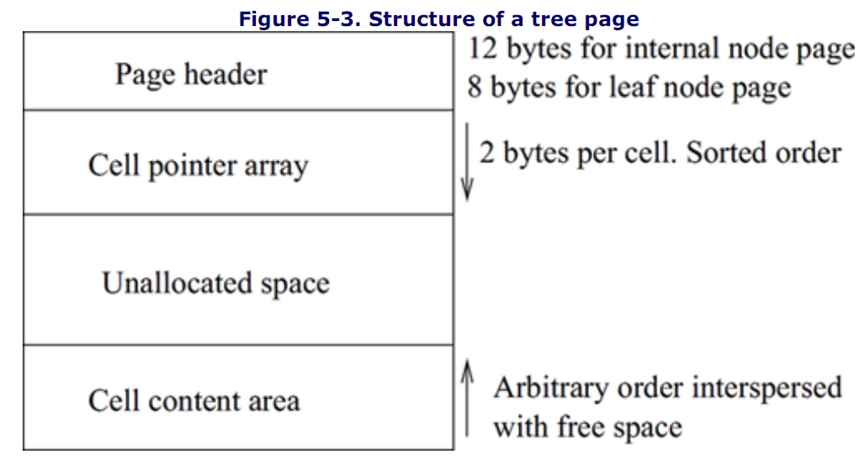 Figure 5-3. Structure of a tree page
Page header
12 bytes for internal node page
8 bytes for leaf node page
Cell pointer array
2 bytes per cell. Sorted order
Unallocated space
Cell content area
Arbitrary order interspersed
with free space